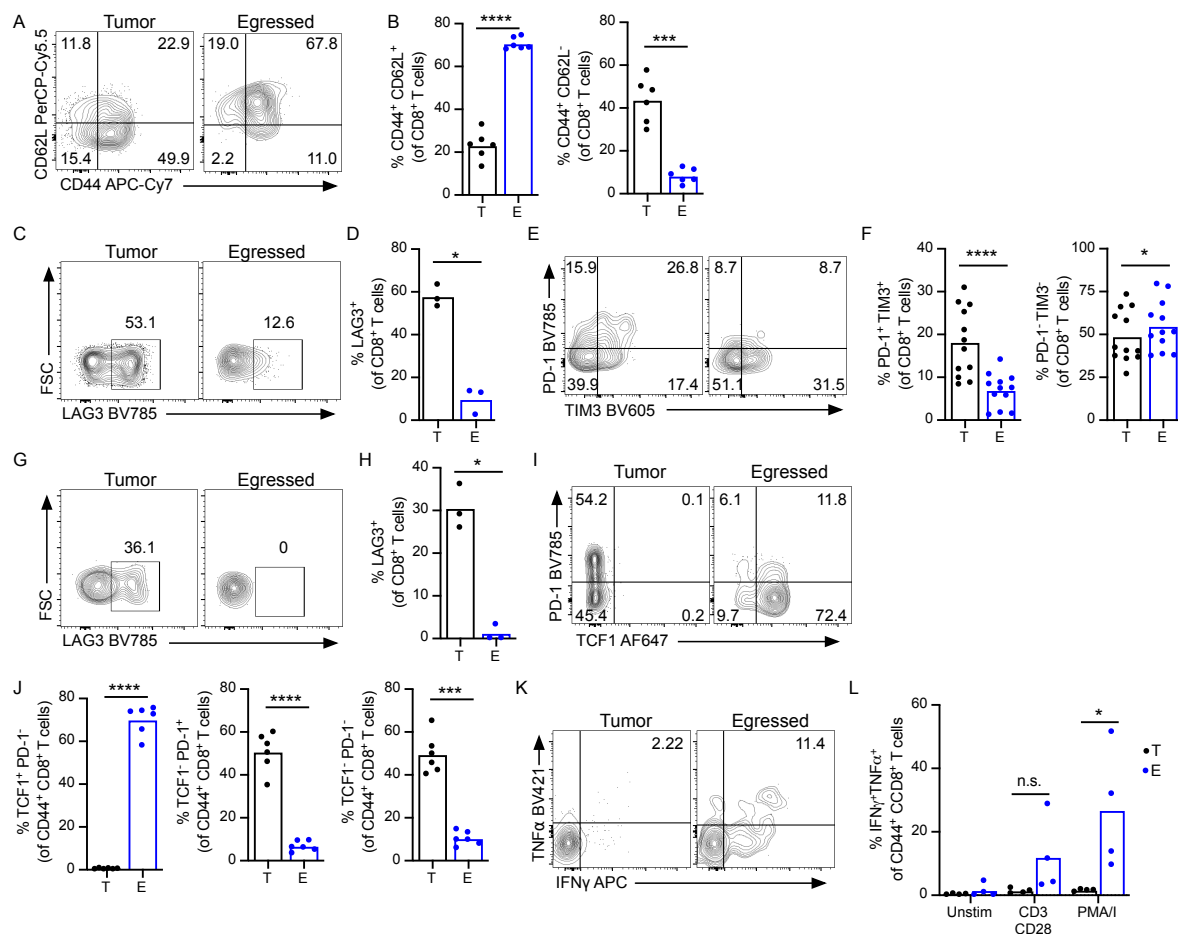 A
Tumor
Egressed
11.8 22.9
19.0 67.8
15.4 49.9
2.2 11.0
CD62L PerCP-Cy5.5
CD44 APC-Cy7
B
% CD44⁺ CD62L⁺
(of CD8⁺ T cells)
80
60
40
20
0
****
T E
% CD44⁺ CD62L⁻
(of CD8⁺ T cells)
80
60
40
20
0
***
T E
C
Tumor
Egressed
53.1
12.6
FSC
LAG3 BV785
D
% LAG3⁺
(of CD8⁺ T cells)
80
60
40
20
0
*
T E
E
15.9 26.8
8.7 8.7
39.9 17.4
51.1 31.5
PD-1 BV785
TIM3 BV605
F
% PD-1⁺ TIM3⁺
(of CD8⁺ T cells)
40
30
20
10
0
****
T E
% PD-1⁻ TIM3⁻
(of CD8⁺ T cells)
100
75
50
25
0
*
T E
G
Tumor
Egressed
36.1
0
FSC
LAG3 BV785
H
% LAG3⁺
(of CD8⁺ T cells)
40
30
20
10
0
*
T E
I
Tumor
Egressed
54.2 0.1
6.1 11.8
45.4 0.2
9.7 72.4
PD-1 BV785
TCF1 AF647
J
% TCF1⁺ PD-1⁻
(of CD44⁺ CD8⁺ T cells)
80
60
40
20
0
****
T E
% TCF1⁻ PD-1⁺
(of CD44⁺ CD8⁺ T cells)
80
60
40
20
0
****
T E
% TCF1⁻ PD-1⁻
(of CD44⁺ CD8⁺ T cells)
80
60
40
20
0
***
T E
K
Tumor
Egressed
2.22
11.4
TNFα BV421
IFNγ APC
L
% IFNγ⁺TNFα⁺
of CD44⁺ CCD8⁺ T cells
60
40
20
0
n.s.
*
T
E
Unstim
CD3
CD28
PMA/I